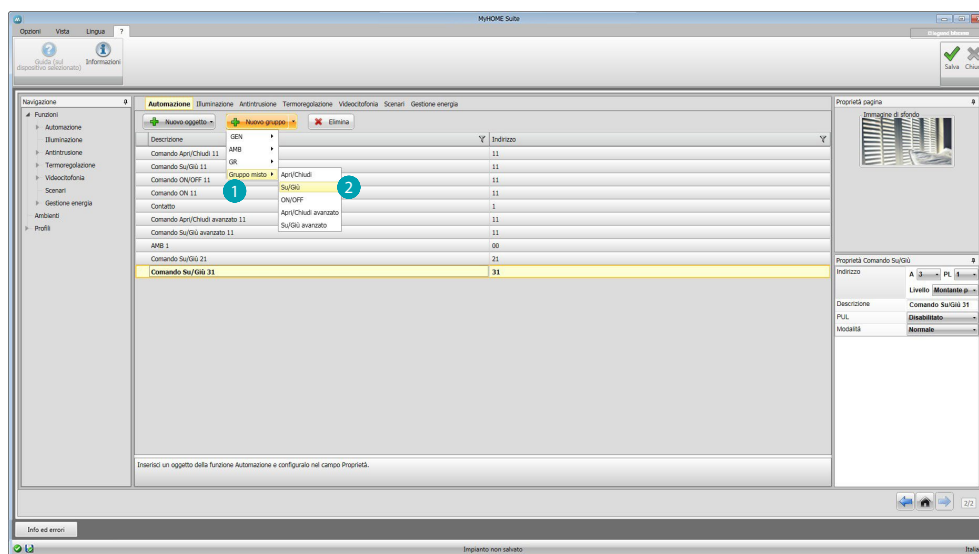 MyHOME Suite
Opzioni Vista Lingua ?
Guida (sul dispositivo selezionato)
Informazioni
Salva Chiu
Navigazione
Funzioni
Automazione
Illuminazione
Antintrusione
Termoregolazione
Videocitofonia
Scenari
Gestione energia
Ambienti
Profili
Automazione Illuminazione Antintrusione Termoregolazione Videocitofonia Scenari Gestione energia
Nuovo oggetto Nuovo gruppo Elimina
Descrizione Indirizzo
Comando Apri/Chiudi 11 11
Comando Su/Giù 11 11
Comando ON/OFF 11 11
Comando ON 11 11
Contatto 1
Comando Apri/Chiudi avanzato 11 11
Comando Su/Giù avanzato 11 11
AMB 1 00
Comando Su/Giù 21 21
Comando Su/Giù 31 31
GEN
AMB
GR
Gruppo misto
1
Apri/Chiudi
Su/Giù
2
ON/OFF
Apri/Chiudi avanzato
Su/Giù avanzato
Inserisci un oggetto della funzione Automazione e configuralo nel campo Proprietà.
Proprietà pagina
Immagine di sfondo
Proprietà Comando Su/Giù
Indirizzo A 3 PL 1
Livello Montante p
Descrizione Comando Su/Giù 31
PUL Disabilitato
Modalità Normale
2/2
Info ed errori
Impianto non salvato